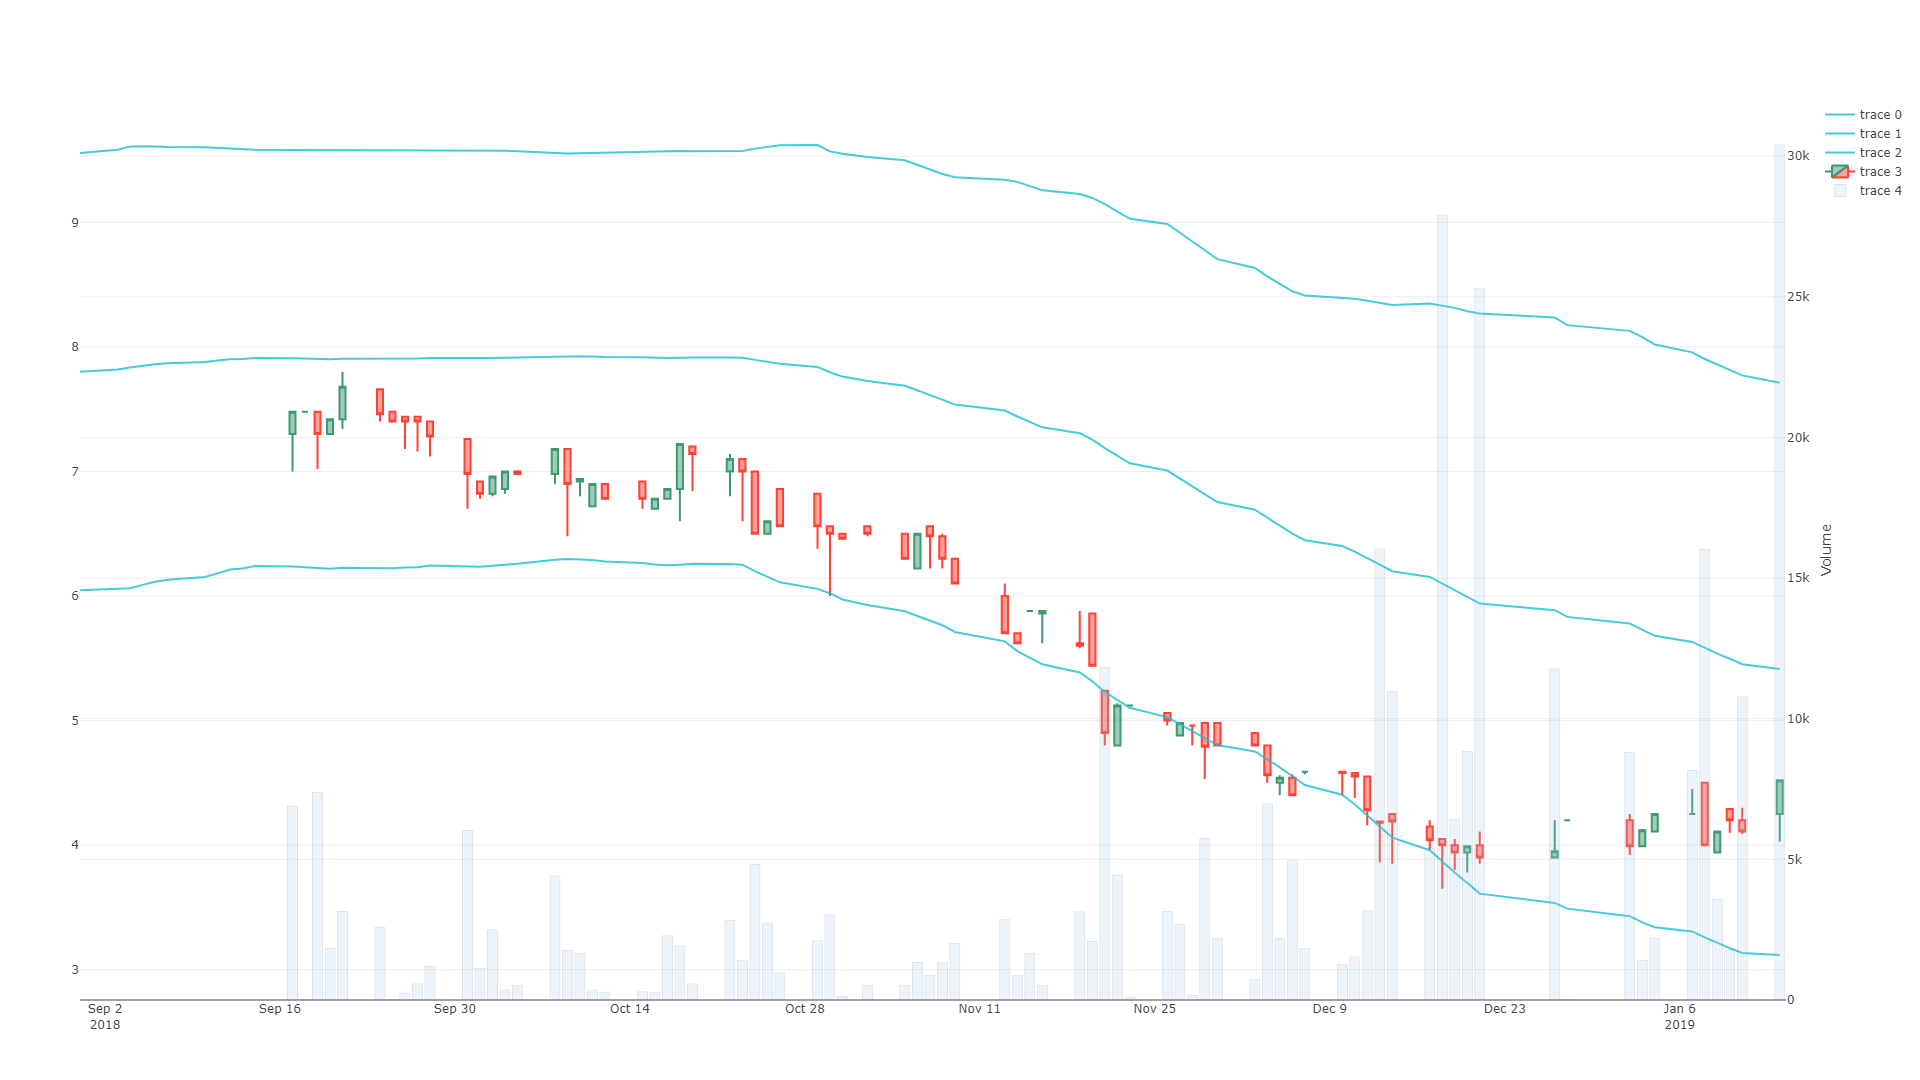 trace 0
trace 1
trace 2
trace 3
trace 4
9
8
7
6
5
4
3
30k
25k
20k
15k
10k
5k
0
Volume
Sep 2
2018
Sep 16
Sep 30
Oct 14
Oct 28
Nov 11
Nov 25
Dec 9
Dec 23
Jan 6
2019